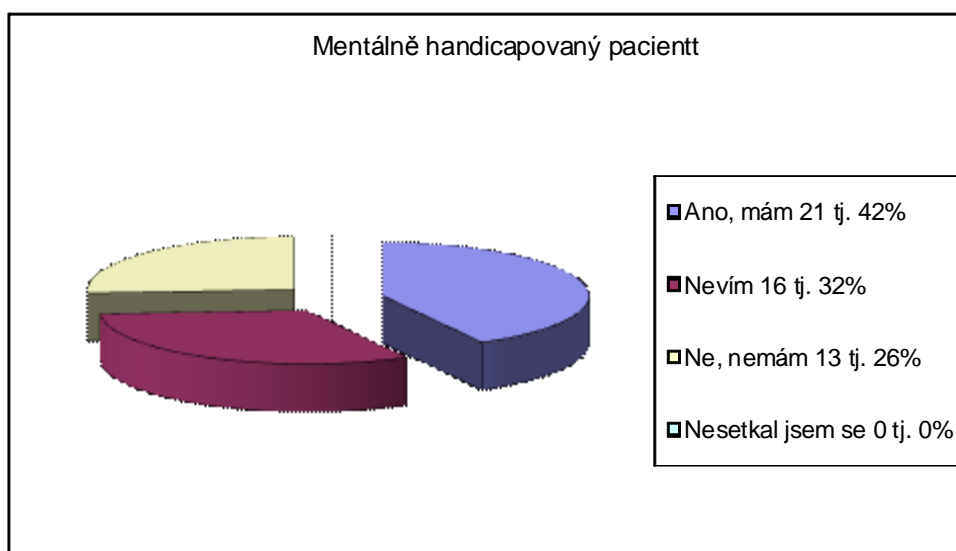 Mentálně handicapovaný pacientt
Ano, mám 21 tj. 42%
Nevím 16 tj. 32%
Ne, nemám 13 tj. 26%
Nesetkal jsem se 0 tj. 0%